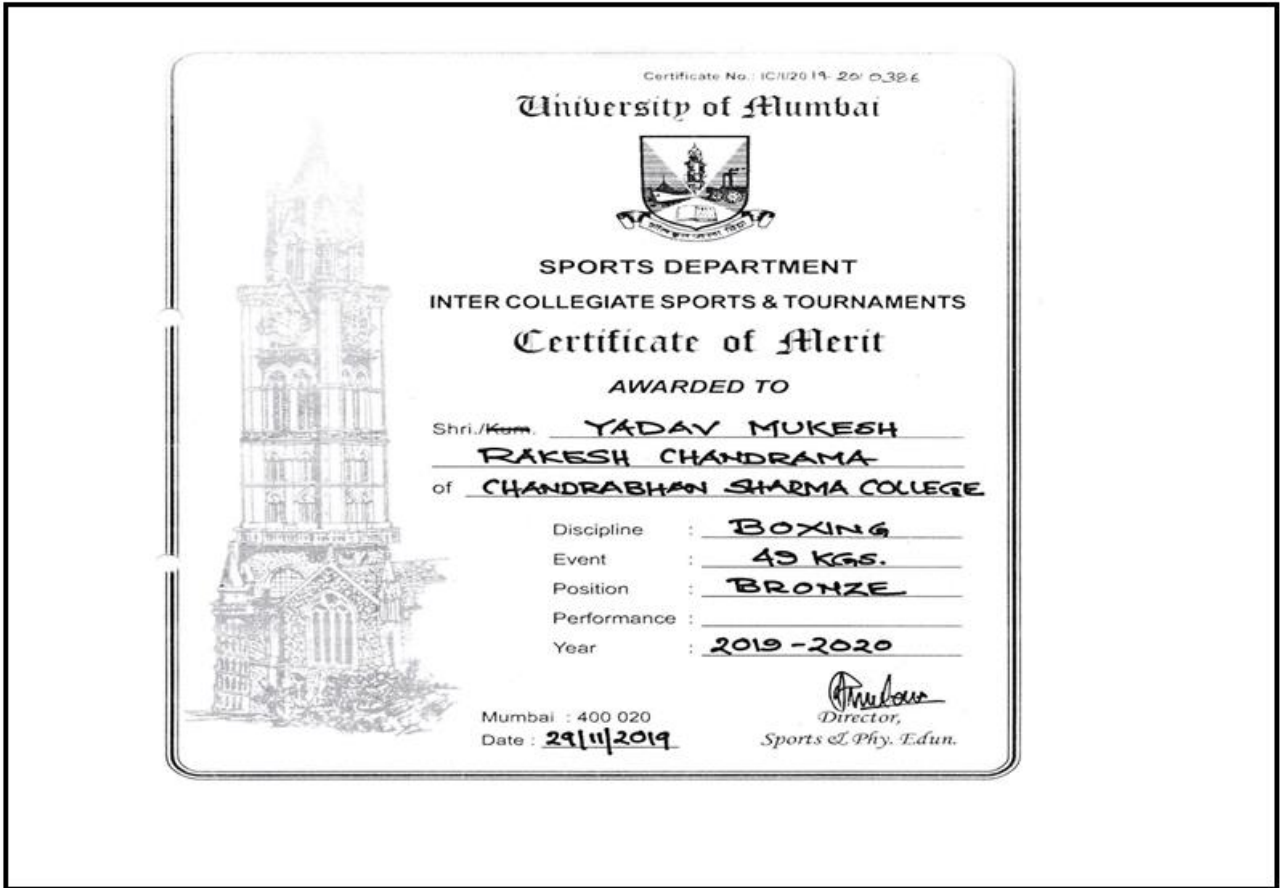 Certificate No.: IC/I/2019-20/0386
University of Mumbai
SPORTS DEPARTMENT
INTER COLLEGIATE SPORTS & TOURNAMENTS
Certificate of Merit
AWARDED TO
Shri./Kum. YADAV MUKESH
RAKESH CHANDRAMA
of CHANDRABHAN SHARMA COLLEGE
Discipline : BOXING
Event : 49 KGS.
Position : BRONZE
Performance :
Year : 2019-2020
Mumbai : 400 020
Date : 29/11/2019
Director,
Sports & Phy. Edun.